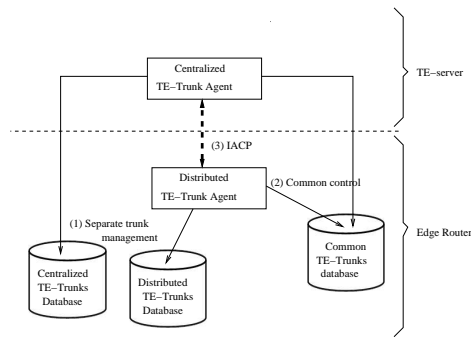 Centralized
TE-Trunk Agent
TE-server
(3) IACP
Distributed
TE-Trunk Agent
(2) Common control
(1) Separate trunk
management
Edge Router
Common
TE-Trunks
database
Centralized
TE-Trunks
Database
Distributed
TE-Trunks
Database